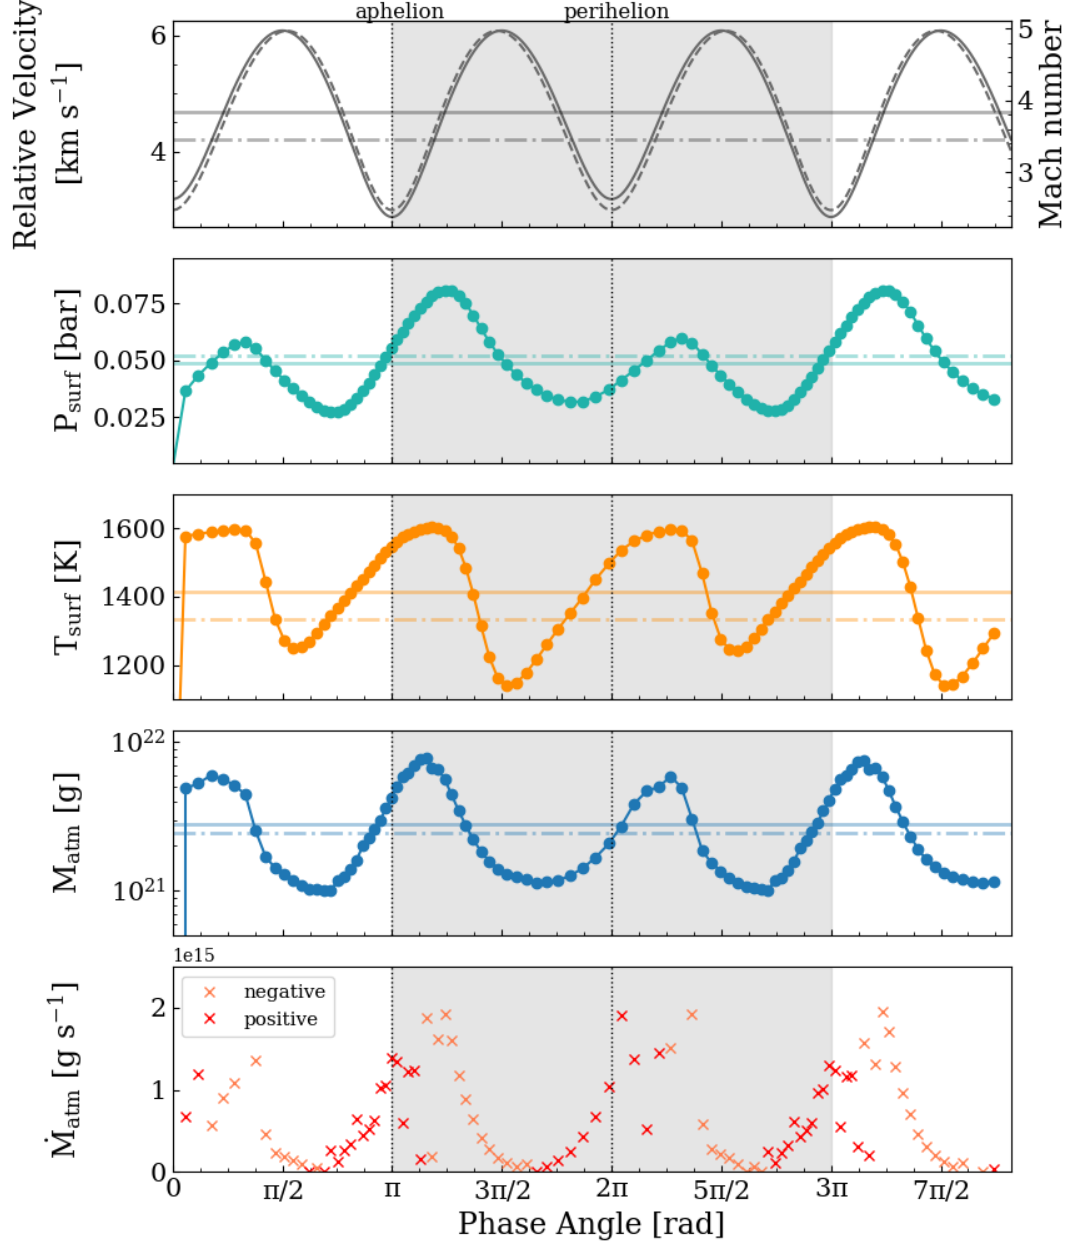 aphelion perihelion
Relative Velocity
[km s⁻¹]
6
4
5
4
3
Mach number
P_surf [bar]
0.075
0.050
0.025
T_surf [K]
1600
1400
1200
M_atm [g]
10²²
10²¹
1e15
Ṁ_atm [g s⁻¹]
2
1
0
negative
positive
0 π/2 π 3π/2 2π 5π/2 3π 7π/2
Phase Angle [rad]